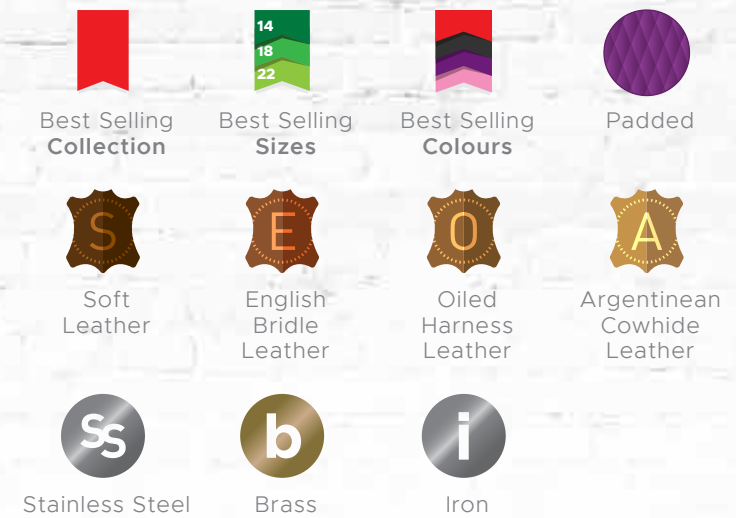 14
18
22
Best Selling
Collection
Best Selling
Sizes
Best Selling
Colours
Padded
S
Soft
Leather
E
English
Bridle
Leather
O
Oiled
Harness
Leather
A
Argentinean
Cowhide
Leather
SS
Stainless Steel
b
Brass
i
Iron